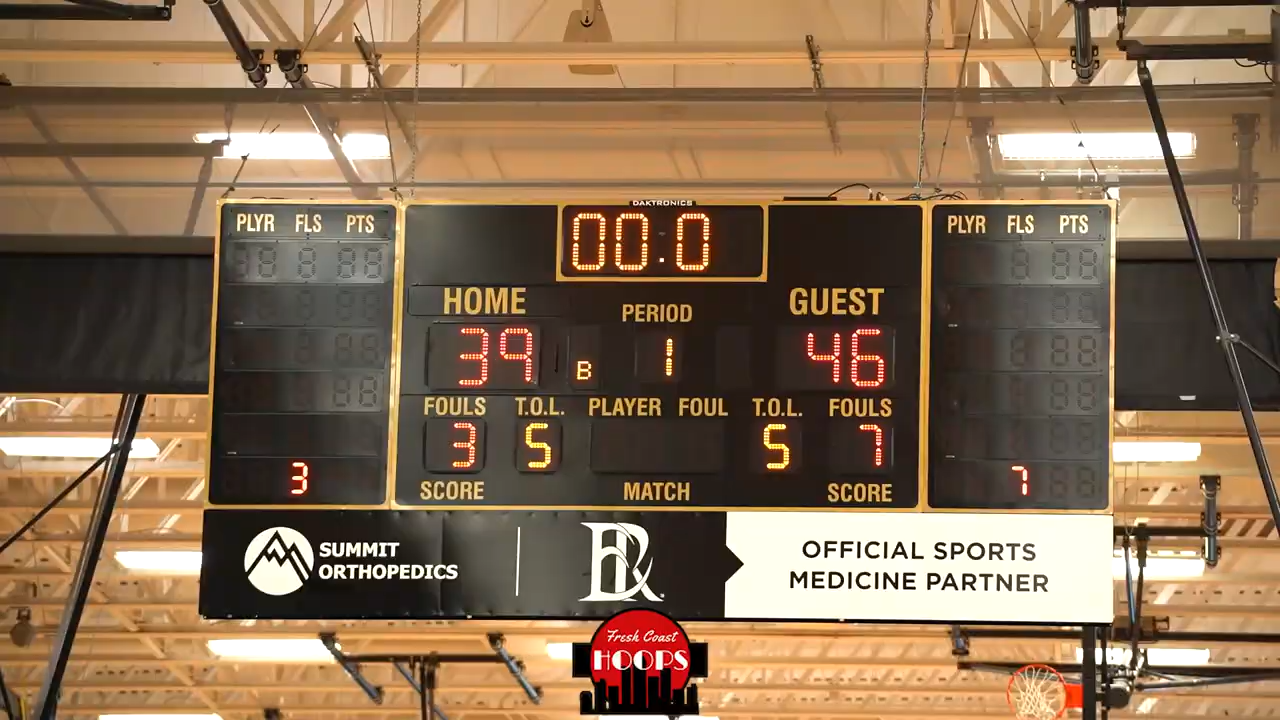 DAKTRONICS
PLYR FLS PTS
00.0
PLYR FLS PTS
HOME
PERIOD
GUEST
39
B
1
46
FOULS T.O.L. PLAYER FOUL T.O.L. FOULS
3 5 5 7
3
7
SCORE
MATCH
SCORE
SUMMIT
ORTHOPEDICS
BR
OFFICIAL SPORTS
MEDICINE PARTNER
Fresh Coast
HOOPS